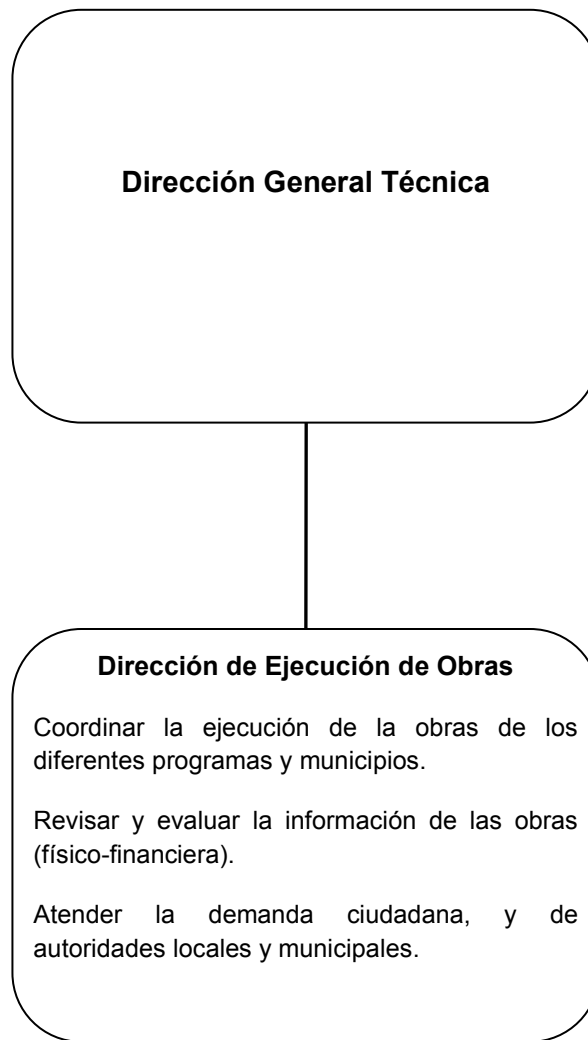 Dirección General Técnica
Dirección de Ejecución de Obras
Coordinar la ejecución de la obras de los
diferentes programas y municipios.
Revisar y evaluar la información de las obras
(físico-financiera).
Atender la demanda ciudadana, y de
autoridades locales y municipales.